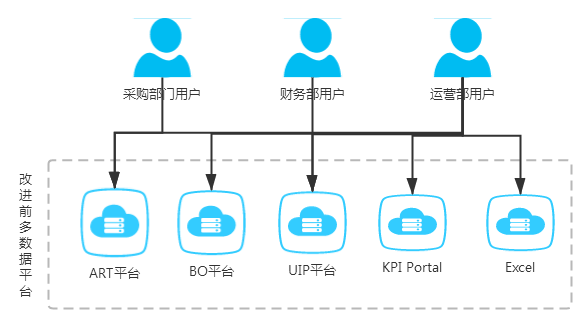 采购部门用户
财务部用户
运营部用户
改进前多数据平台
ART平台
BO平台
UIP平台
KPI Portal
Excel